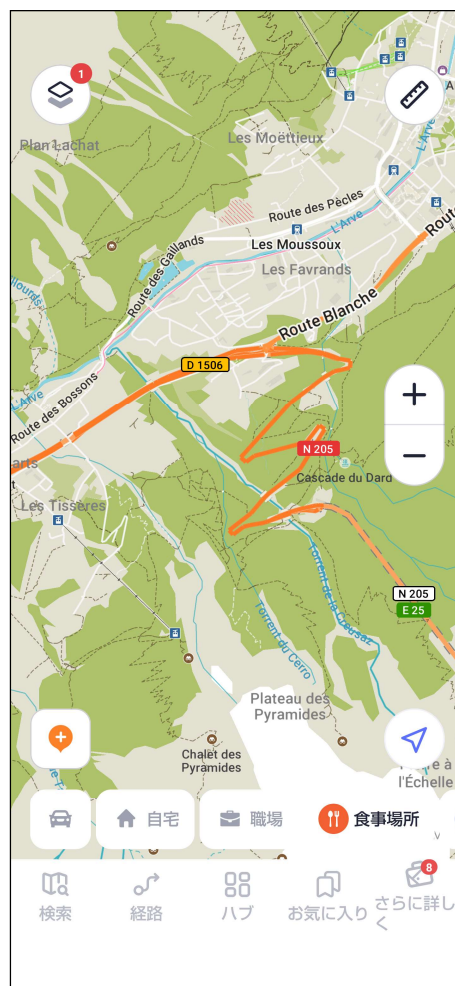 1
Plan Lachat
Les Moëttieux
L'Arve
Route des Pècles
L'Arve
Route des Gaillands
Les Moussoux
Les Favrands
Route Blanche
D 1506
L'Arve
Route des Bossons
N 205
Cascade du Dard
Les Tissères
N 205
E 25
Torrent de la Creusaz
Torrent du Cerro
Plateau des
Pyramides
Chalet des
Pyramides
l'Échelle
自宅
職場
食事場所
8
検索
経路
ハブ
お気に入り
さらに詳し
く